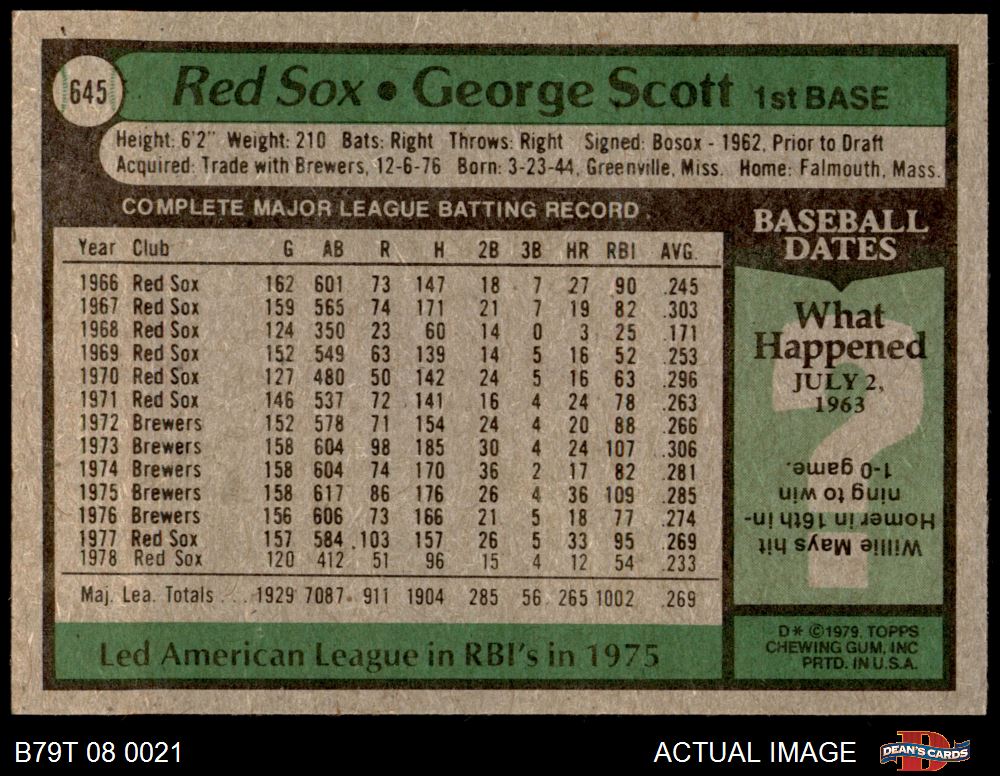 645 Red Sox • George Scott 1st BASE
Height: 6'2" Weight: 210 Bats: Right Throws: Right Signed: Bosox - 1962, Prior to Draft
Acquired: Trade with Brewers, 12-6-76 Born: 3-23-44, Greenville, Miss. Home: Falmouth, Mass.
COMPLETE MAJOR LEAGUE BATTING RECORD.
Year Club G AB R H 2B 3B HR RBI AVG.
1966 Red Sox 162 601 73 147 18 7 27 90 .245
1967 Red Sox 159 565 74 171 21 7 19 82 .303
1968 Red Sox 124 350 23 60 14 0 3 25 .171
1969 Red Sox 152 549 63 139 14 5 16 52 .253
1970 Red Sox 127 480 50 142 24 5 16 63 .296
1971 Red Sox 146 537 72 141 16 4 24 78 .263
1972 Brewers 152 578 71 154 24 4 20 88 .266
1973 Brewers 158 604 98 185 30 4 24 107 .306
1974 Brewers 158 604 74 170 36 2 17 82 .281
1975 Brewers 158 617 86 176 26 4 36 109 .285
1976 Brewers 156 606 73 166 21 5 18 77 .274
1977 Red Sox 157 584 103 157 26 5 33 95 .269
1978 Red Sox 120 412 51 96 15 4 12 54 .233
Maj. Lea. Totals ... 1929 7087 911 1904 285 56 265 1002 .269
Led American League in RBI's in 1975
BASEBALL
DATES
What
Happened
JULY 2,
1963
?
Willie Mays hit
Homer in 16th in-
ning to win
1-0 game.
D* ©1979, TOPPS
CHEWING GUM, INC
PRTD. IN U.S.A.
B79T 08 0021
ACTUAL IMAGE
D
DEAN'S CARDS